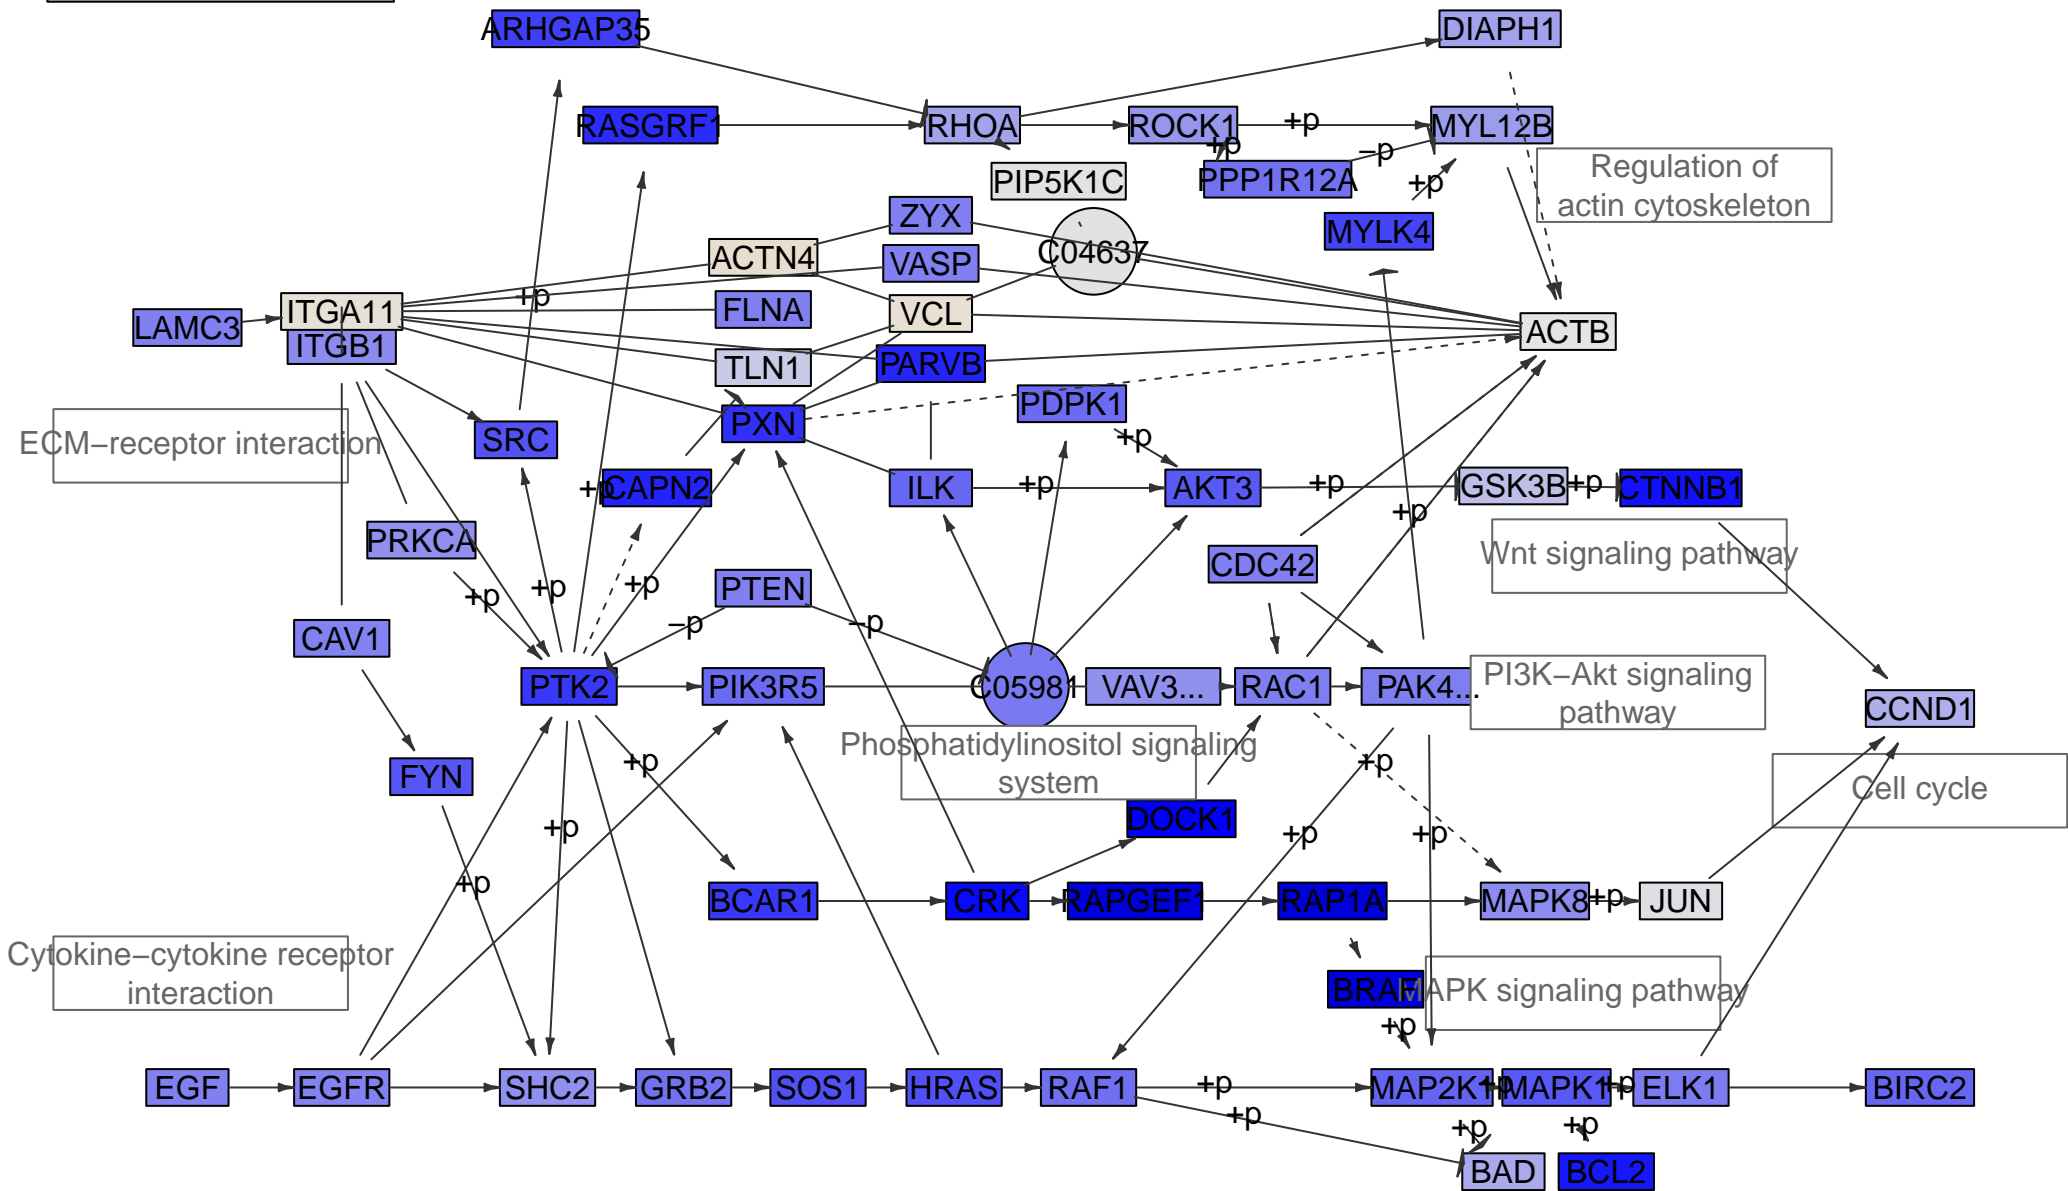 ARHGAP35
DIAPH1
RASGRF1
RHOA
ROCK1
+p
MYL12B
+p
−p
PIP5K1C
PPP1R12A
+p
Regulation of
actin cytoskeleton
ZYX
MYLK4
ACTN4
VASP
C04637
+p
ITGA11
FLNA
VCL
LAMC3
ITGB1
ACTB
TLN1
PARVB
PDPK1
ECM−receptor interaction
SRC
PXN
+p
+p
CAPN2
ILK
+p
AKT3
+p
GSK3B
+p
CTNNB1
+p
PRKCA
Wnt signaling pathway
CDC42
+p
+p
+p
PTEN
−p
−p
CAV1
PTK2
PIK3R5
C05981
VAV3...
RAC1
PAK4...
PI3K−Akt signaling
pathway
CCND1
Phosphatidylinositol signaling
system
FYN
+p
+p
Cell cycle
+p
DOCK1
+p
+p
+p
BCAR1
CRK
RAPGEF1
RAP1A
MAPK8
+p
JUN
Cytokine−cytokine receptor
interaction
BRAF
MAPK signaling pathway
+p
EGF
EGFR
SHC2
GRB2
SOS1
HRAS
RAF1
+p
MAP2K1
+p
MAPK1
+p
ELK1
BIRC2
+p
+p
+p
BAD
BCL2